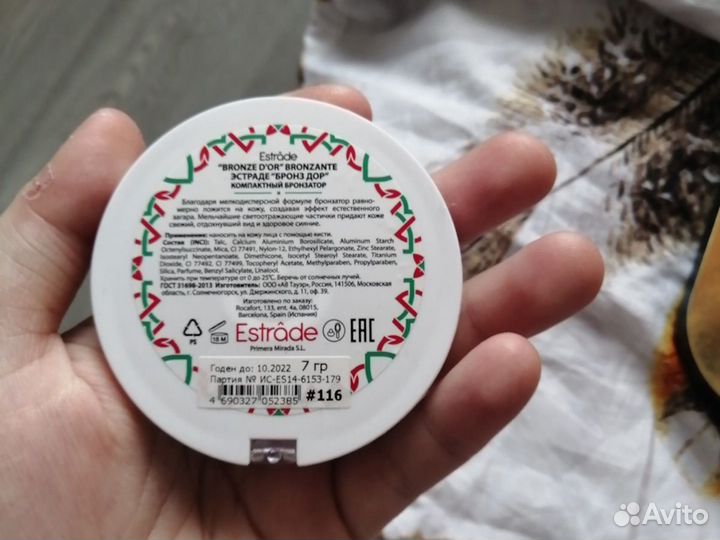 Estrâde
"BRONZE D'OR" BRONZANTE
ЭСТРАДЕ "БРОНЗ ДОР"
КОМПАКТНЫЙ БРОНЗАТОР
Благодаря мелкодисперсной формуле бронзатор равно-
мерно ложится на кожу, создавая эффект естественного
загара. Мельчайшие светоотражающие частички придают коже
свежий, отдохнувший вид и здоровое сияние.
Применение: наносить на кожу лица с помощью кисти.
Состав (INCI): Talc, Calcium Aluminum Borosilicate, Aluminum Starch
Octenylsuccinate, Mica, CI 77491, Nylon-12, Ethylhexyl Pelargonate, Zinc Stearate,
Isostearyl Neopentanoate, Dimethicone, Isocetyl Stearoyl Stearate, Titanium
Dioxide, CI 77492, CI 77499, Tocopheryl Acetate, Methylparaben, Propylparaben,
Silica, Parfume, Benzyl Salicylate, Linalool.
Хранить при температуре от 0 до 25°C. Беречь от солнечных лучей.
ГОСТ 31698-2013 Изготовитель: ООО «АВ Тауэр», Россия, 141506, Московская
область, г. Солнечногорск, ул. Дзержинского, д. 11, оф. 39.
Изготовлено по заказу:
Rocafort, 133, ent. 4a, 08015,
Barcelona, Spain (Испания)
PS
18 M
Estrâde
EAC
Primera Mirada S.L.
Годен до: 10.2022 7 гр
Партия № ИС-ES14-6153-179
4 690327 052385 #116
Avito